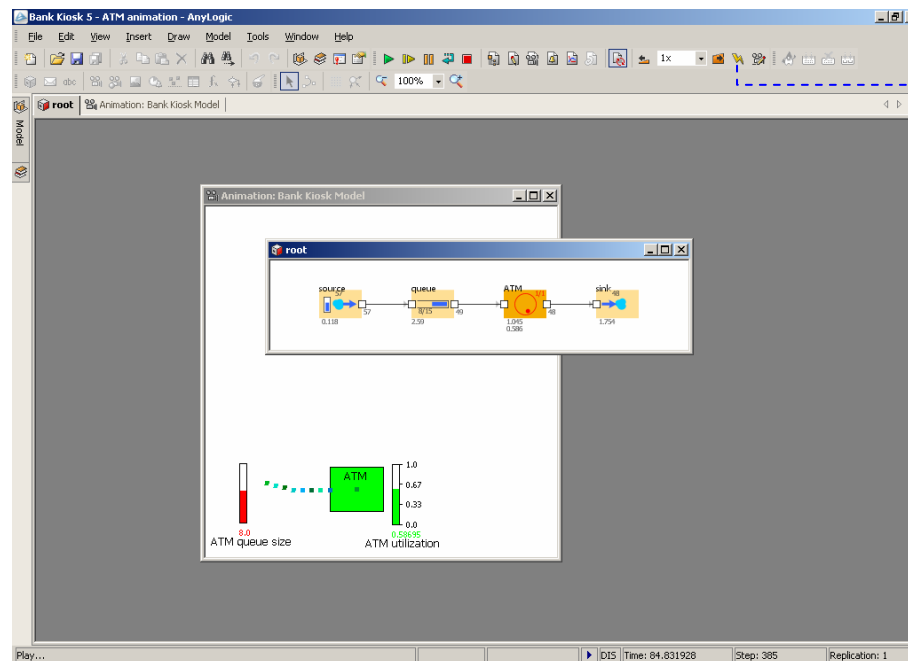 Bank Kiosk 5 - ATM animation - AnyLogic
File Edit View Insert Draw Model Tools Window Help
1x
abc 100%
root Animation: Bank Kiosk Model
Model
Animation: Bank Kiosk Model
root
source queue ATM sink
57 1/1 48
57 8/15 49 48
0.118 2.59 1.045 1.754
0.586
ATM 1.0
0.67
0.33
0.0
8.0 0.58695
ATM queue size ATM utilization
Play... DIS Time: 84.831928 Step: 385 Replication: 1